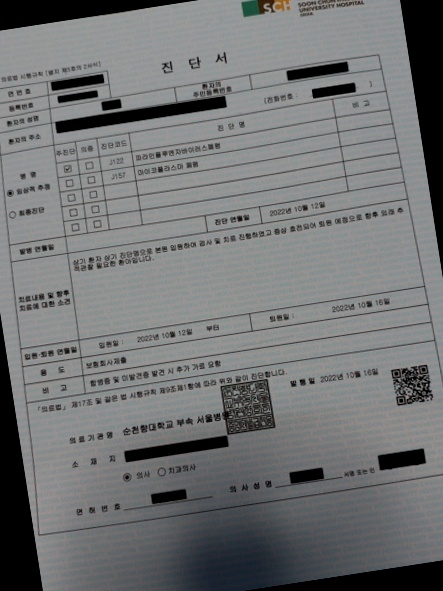 SCH SOON CHUN
UNIVERSITY HOSPITAL
SEOUL
의료법 시행규칙 [별지 제5호의 2서식]
진 단 서
연 번 호
등록번호
환자의
주민등록번호
환자의 성명
환자의 주소
(전화번호 : )
병 명
주진단 의증 진단코드 진 단 명 비 고
J122 파라인플루엔자바이러스폐렴
J157 마이코플라스마 폐렴
임상적 추정
최종진단
발병 연월일
진단 연월일 2022년 10월 12일
치료내용 및 향후
치료에 대한 소견
상기 환자 상기 진단명으로 본원 입원하여 검사 및 치료 진행하였고 증상 호전되어 퇴원 예정으로 향후 외래 추
적관찰 필요한 환아입니다.
입원·퇴원 연월일 입원일 : 2022년 10월 12일 부터 퇴원일 : 2022년 10월 16일
용 도 보험회사제출
비 고 합병증 및 미발견증 발견 시 추가 가료 요함
「의료법」 제17조 및 같은 법 시행규칙 제9조제1항에 따라 위와 같이 진단합니다.
발 행 일 2022년 10월 16일
의 료 기 관 명 순천향대학교 부속 서울병원
소 재 지
의사 치과의사
면 허 번 호 의 사 성 명 서명 또는 인